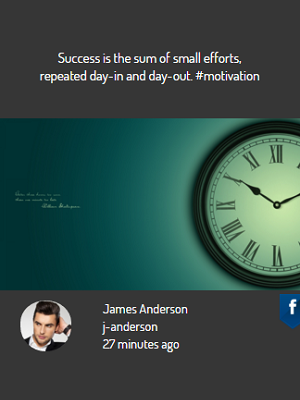 Success is the sum of small efforts,
repeated day-in and day-out. #motivation
XII
I
II
III
IIII
V
VI
VII
VIII
IX
X
XI
James Anderson
j-anderson
27 minutes ago
f